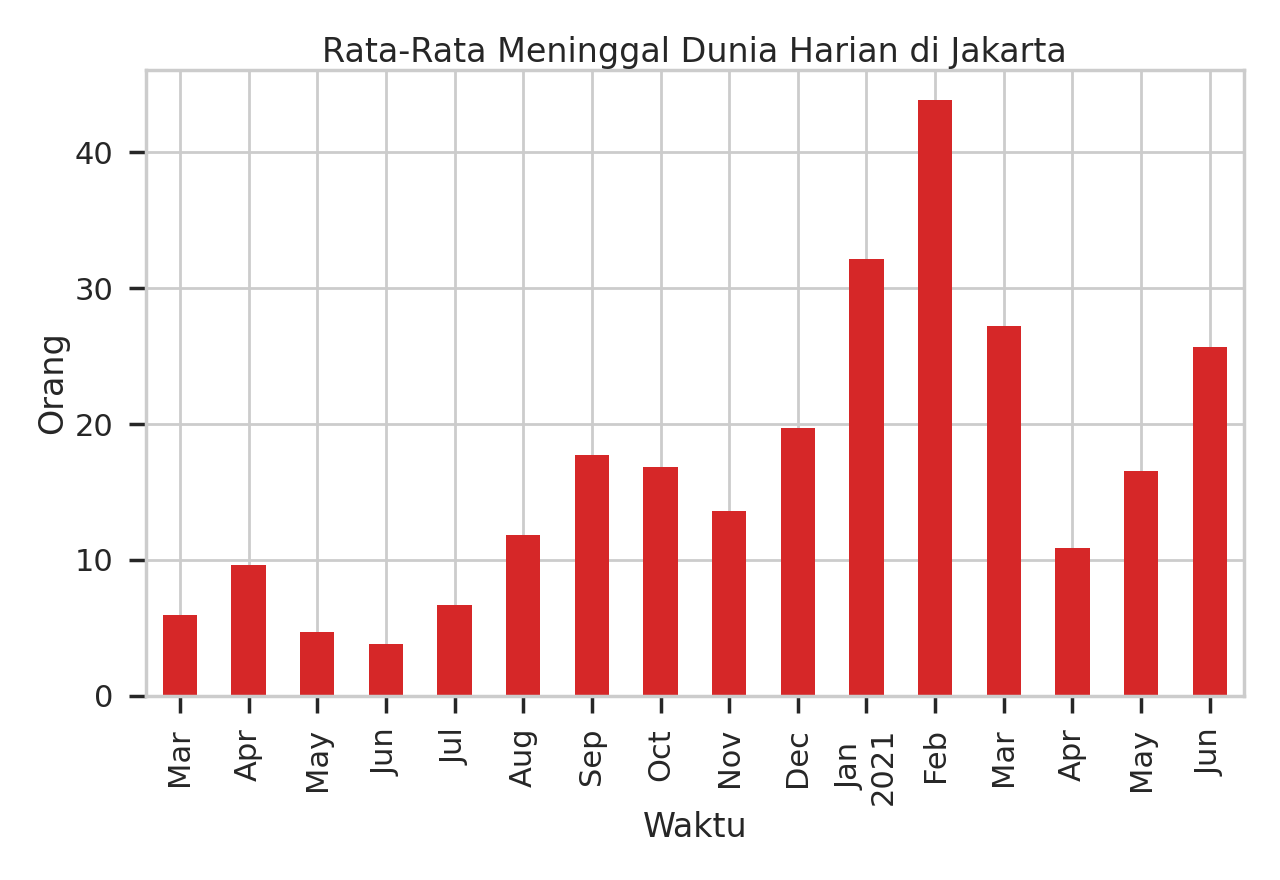 Rata-Rata Meninggal Dunia Harian di Jakarta
Orang
40
30
20
10
0
Mar
Apr
May
Jun
Jul
Aug
Sep
Oct
Nov
Dec
Jan
2021
Feb
Mar
Apr
May
Jun
Waktu